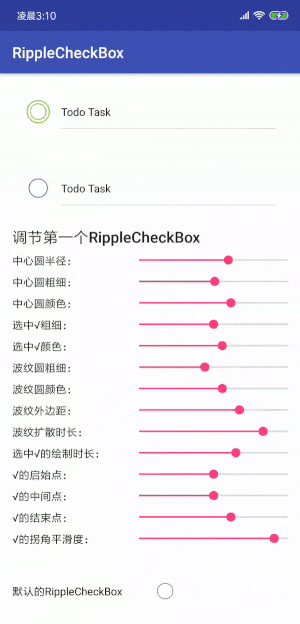 凌晨3:10
RippleCheckBox
Todo Task
Todo Task
调节第一个RippleCheckBox
中心圆半径：
中心圆粗细：
中心圆颜色：
选中√粗细：
选中√颜色：
波纹圆粗细：
波纹圆颜色：
波纹外边距：
波纹扩散时长：
选中√的绘制时长：
√的启始点：
√的中间点：
√的结束点：
√的拐角平滑度：
默认的RippleCheckBox